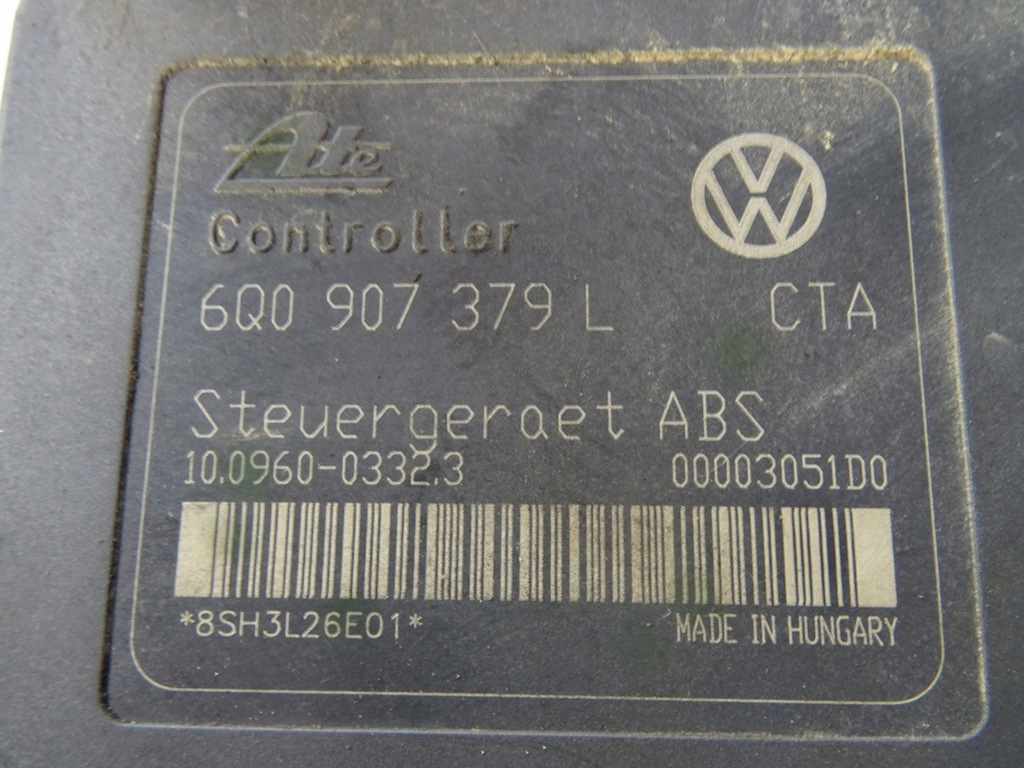 Ate
Controller
6Q0 907 379 L CTA
Steuergeraet ABS
10.0960-0332.3 00003051D0
*8SH3L26E01* MADE IN HUNGARY